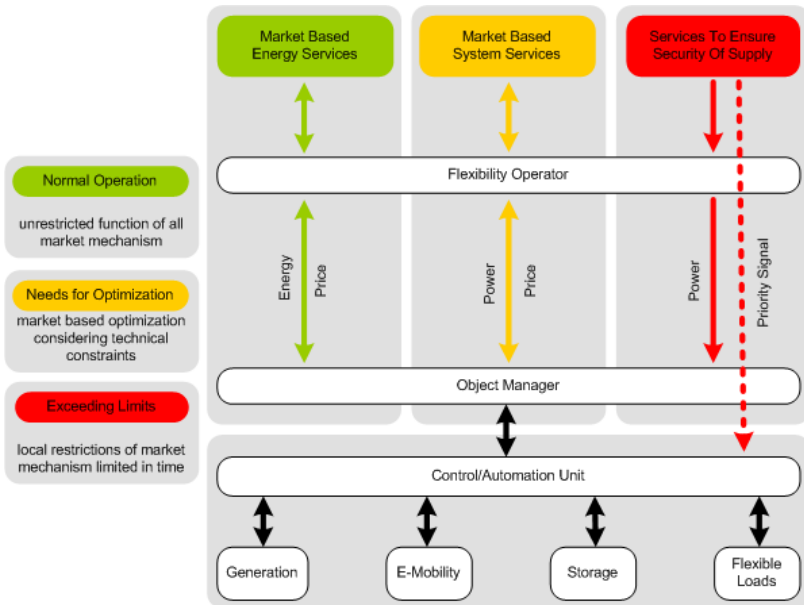 Market Based
Energy Services
Market Based
System Services
Services To Ensure
Security Of Supply
Flexibility Operator
Normal Operation
unrestricted function of all
market mechanism
Needs for Optimization
market based optimization
considering technical
constraints
Exceeding Limits
local restrictions of market
mechanism limited in time
Energy
Price
Power
Price
Power
Priority Signal
Object Manager
Control/Automation Unit
Generation
E-Mobility
Storage
Flexible
Loads